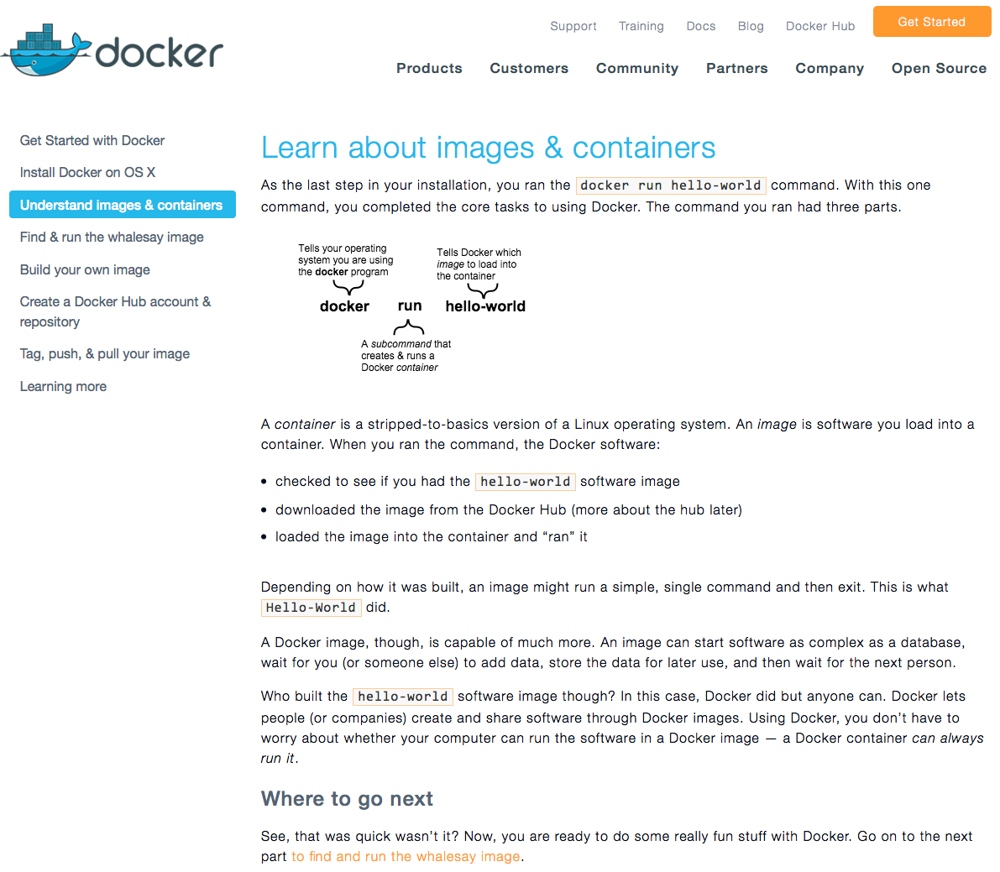 docker
Support Training Docs Blog Docker Hub Get Started
Products Customers Community Partners Company Open Source
Get Started with Docker
Install Docker on OS X
Understand images & containers
Find & run the whalesay image
Build your own image
Create a Docker Hub account &
repository
Tag, push, & pull your image
Learning more
Learn about images & containers
As the last step in your installation, you ran the docker run hello-world command. With this one
command, you completed the core tasks to using Docker. The command you ran had three parts.
Tells your operating
system you are using
the docker program
Tells Docker which
image to load into
the container
docker run hello-world
A subcommand that
creates & runs a
Docker container
A container is a stripped-to-basics version of a Linux operating system. An image is software you load into a
container. When you ran the command, the Docker software:
• checked to see if you had the hello-world software image
• downloaded the image from the Docker Hub (more about the hub later)
• loaded the image into the container and “ran” it
Depending on how it was built, an image might run a simple, single command and then exit. This is what
Hello-World did.
A Docker image, though, is capable of much more. An image can start software as complex as a database,
wait for you (or someone else) to add data, store the data for later use, and then wait for the next person.
Who built the hello-world software image though? In this case, Docker did but anyone can. Docker lets
people (or companies) create and share software through Docker images. Using Docker, you don’t have to
worry about whether your computer can run the software in a Docker image — a Docker container can always
run it.
Where to go next
See, that was quick wasn’t it? Now, you are ready to do some really fun stuff with Docker. Go on to the next
part to find and run the whalesay image.